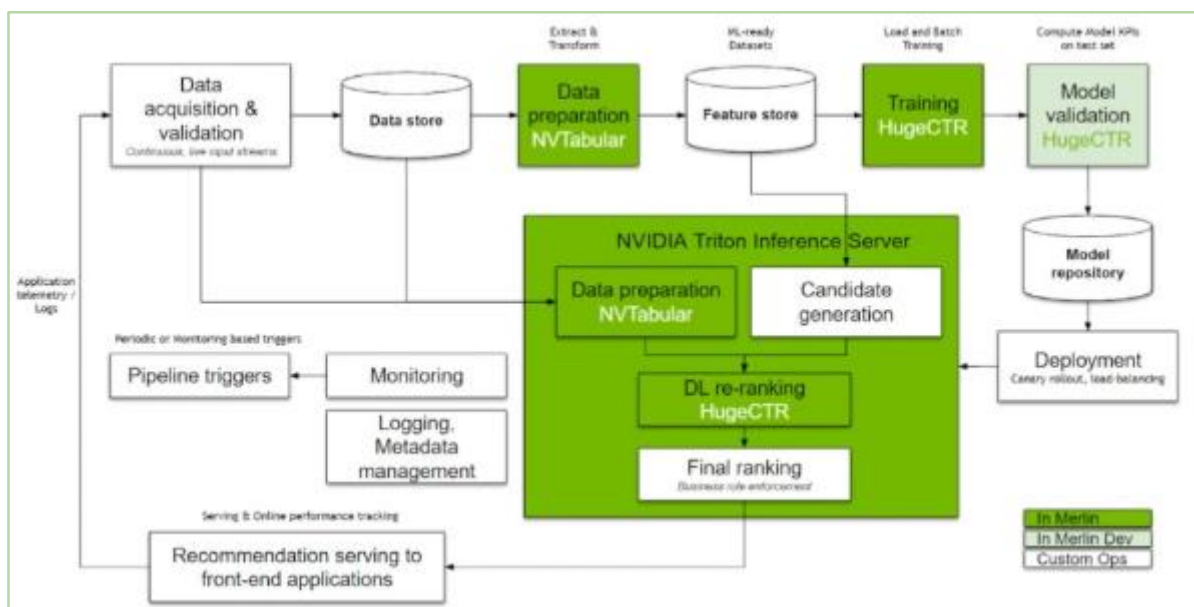 Extract &
Transform
ML-ready
Datasets
Load and Batch
Training
Compute Model KPIs
on test set
Data
acquisition &
validation
Continuous, live input streams
Data store
Data
preparation
NVTabular
Feature store
Training
HugeCTR
Model
validation
HugeCTR
NVIDIA Triton Inference Server
Model
repository
Application
telemetry /
Logs
Data preparation
NVTabular
Candidate
generation
Periodic or Monitoring based triggers
Pipeline triggers
Monitoring
Deployment
Canary rollout, load-balancing
DL re-ranking
HugeCTR
Logging,
Metadata
management
Final ranking
Business rule enforcement
Serving & Online performance tracking
Recommendation serving to
front-end applications
In Merlin
In Merlin Dev
Custom Ops